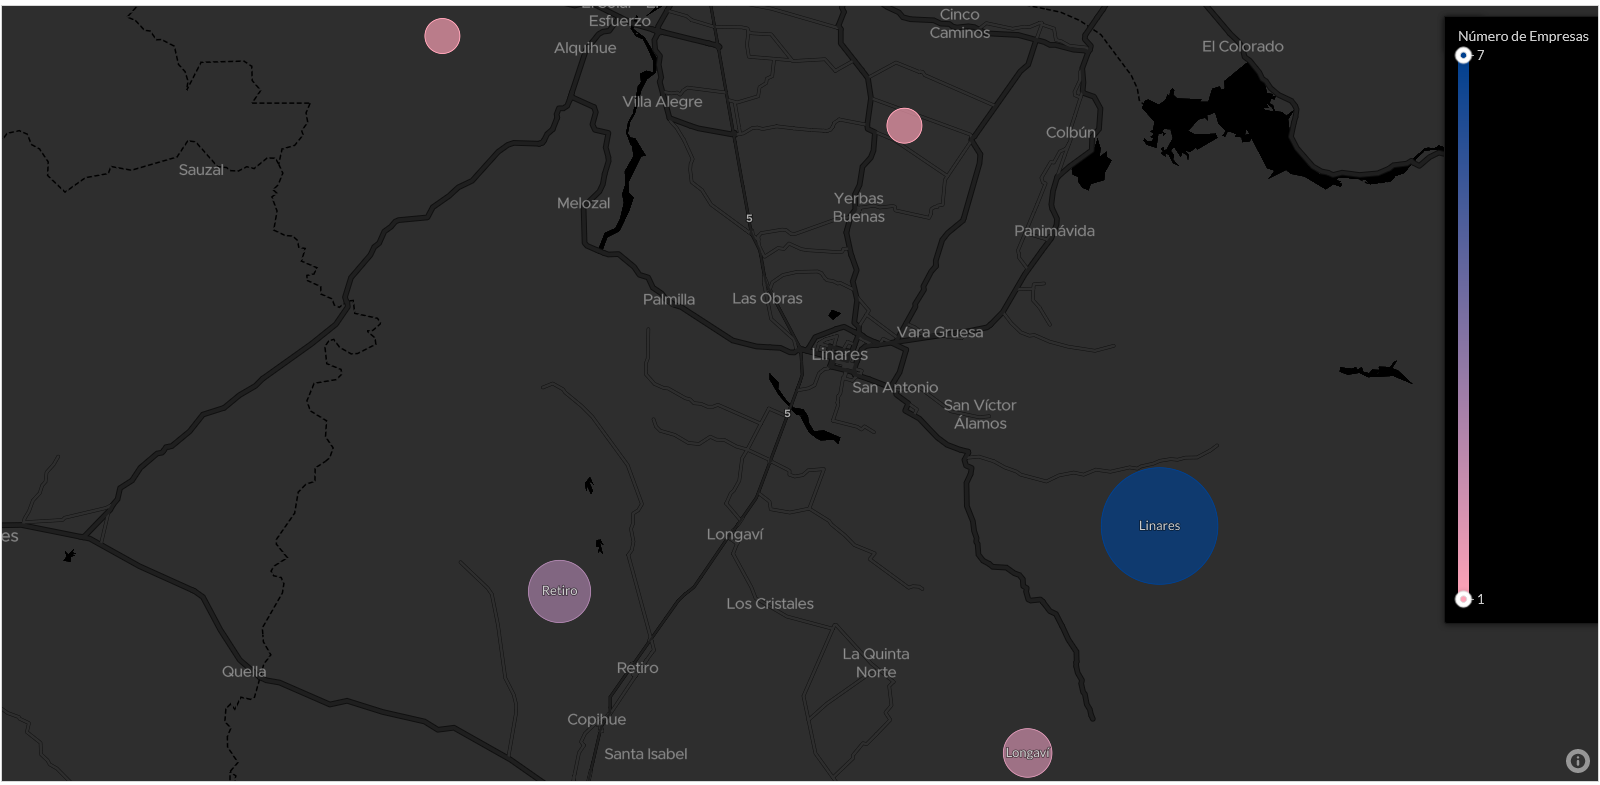 Esfuerzo
Alquihue
Cinco
Caminos
El Colorado
Número de Empresas
7
Villa Alegre
Colbún
Sauzal
Melozal
Yerbas
Buenas
5
Panimávida
Palmilla
Las Obras
Vara Gruesa
Linares
San Antonio
San Víctor
Álamos
5
Linares
es
Longaví
Retiro
Los Cristales
1
La Quinta
Norte
Retiro
Quella
Copihue
Santa Isabel
Longaví